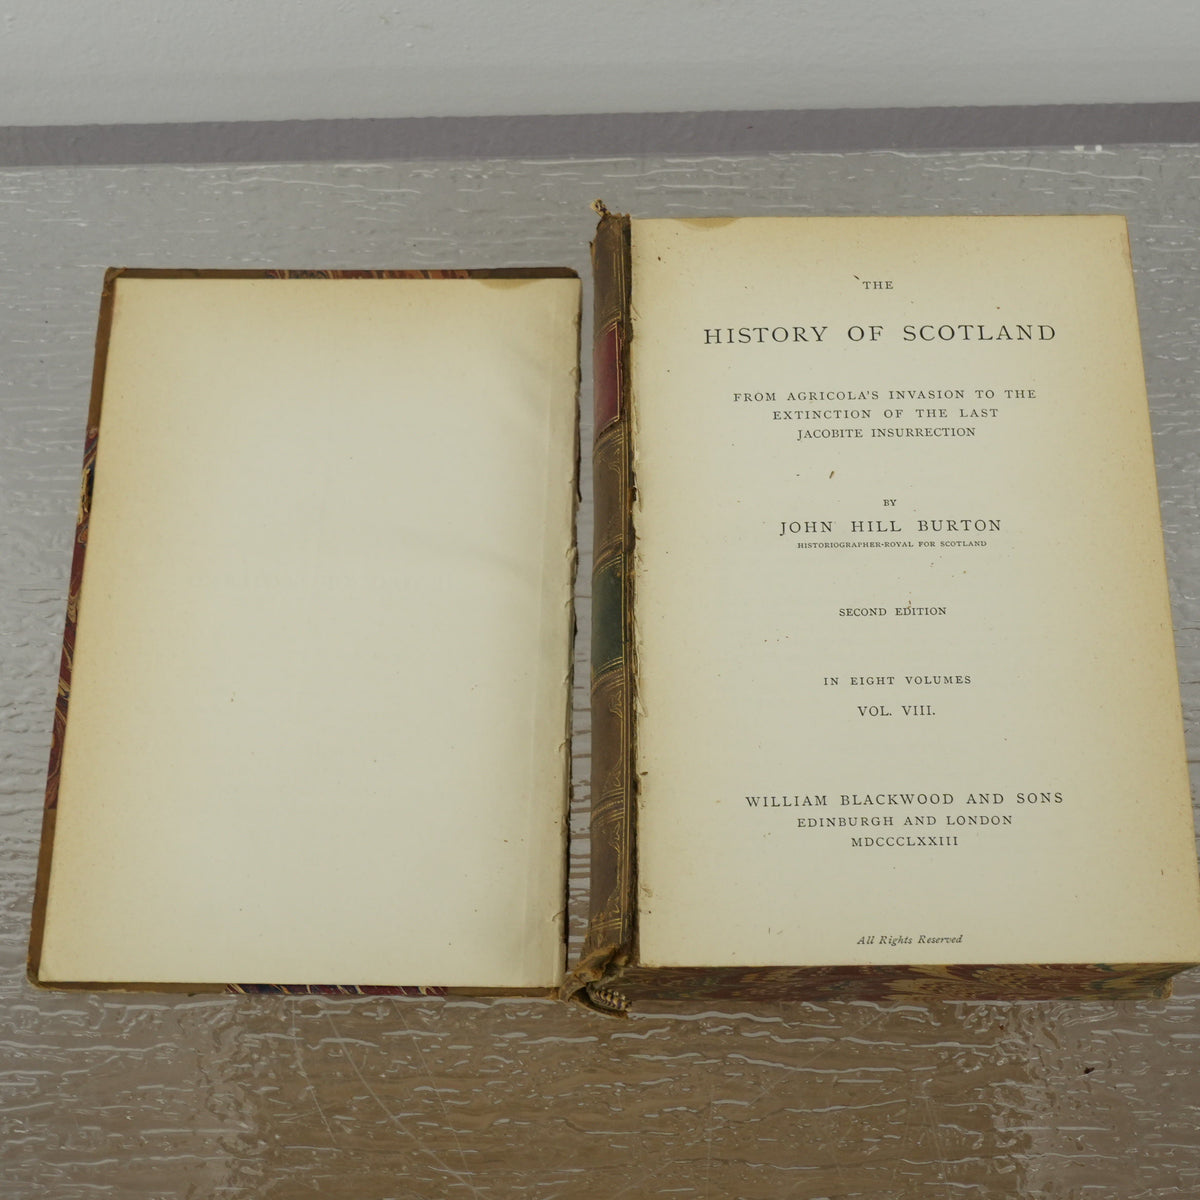 THE
HISTORY OF SCOTLAND
FROM AGRICOLA'S INVASION TO THE
EXTINCTION OF THE LAST
JACOBITE INSURRECTION
BY
JOHN HILL BURTON
HISTORIOGRAPHER-ROYAL FOR SCOTLAND
SECOND EDITION
IN EIGHT VOLUMES
VOL. VIII.
WILLIAM BLACKWOOD AND SONS
EDINBURGH AND LONDON
MDCCCLXXIII
All Rights Reserved